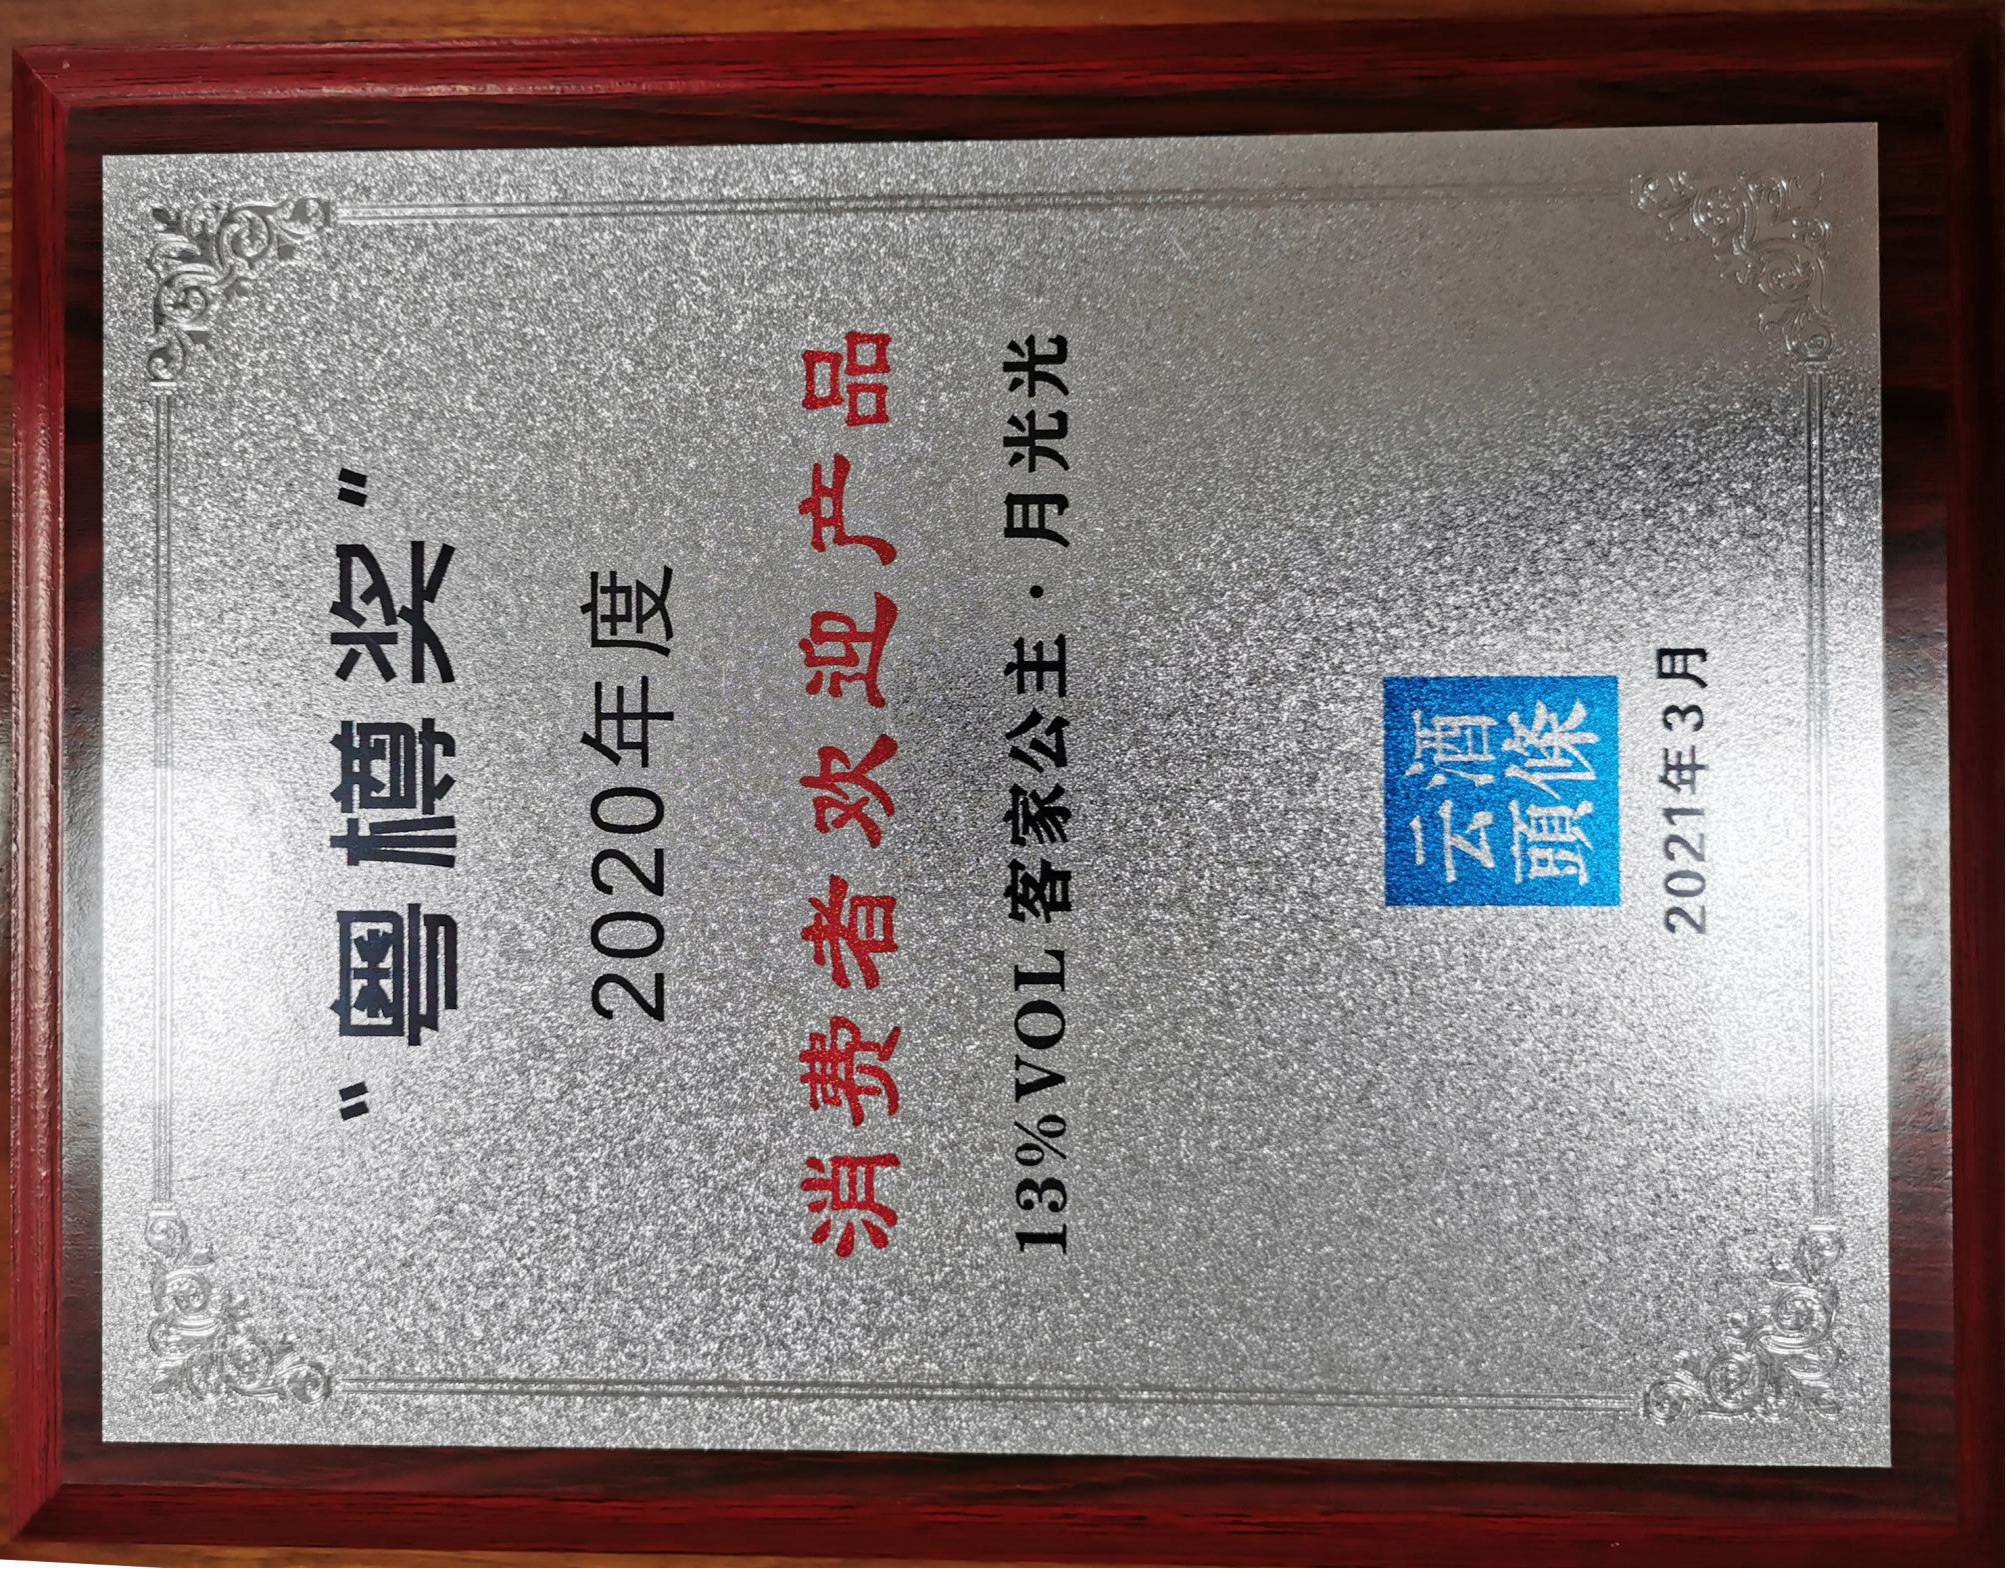 “粤樽奖”
2020年度
消费者欢迎产品
13%VOL 客家公主·月光光
云酒
頭條
2021年3月